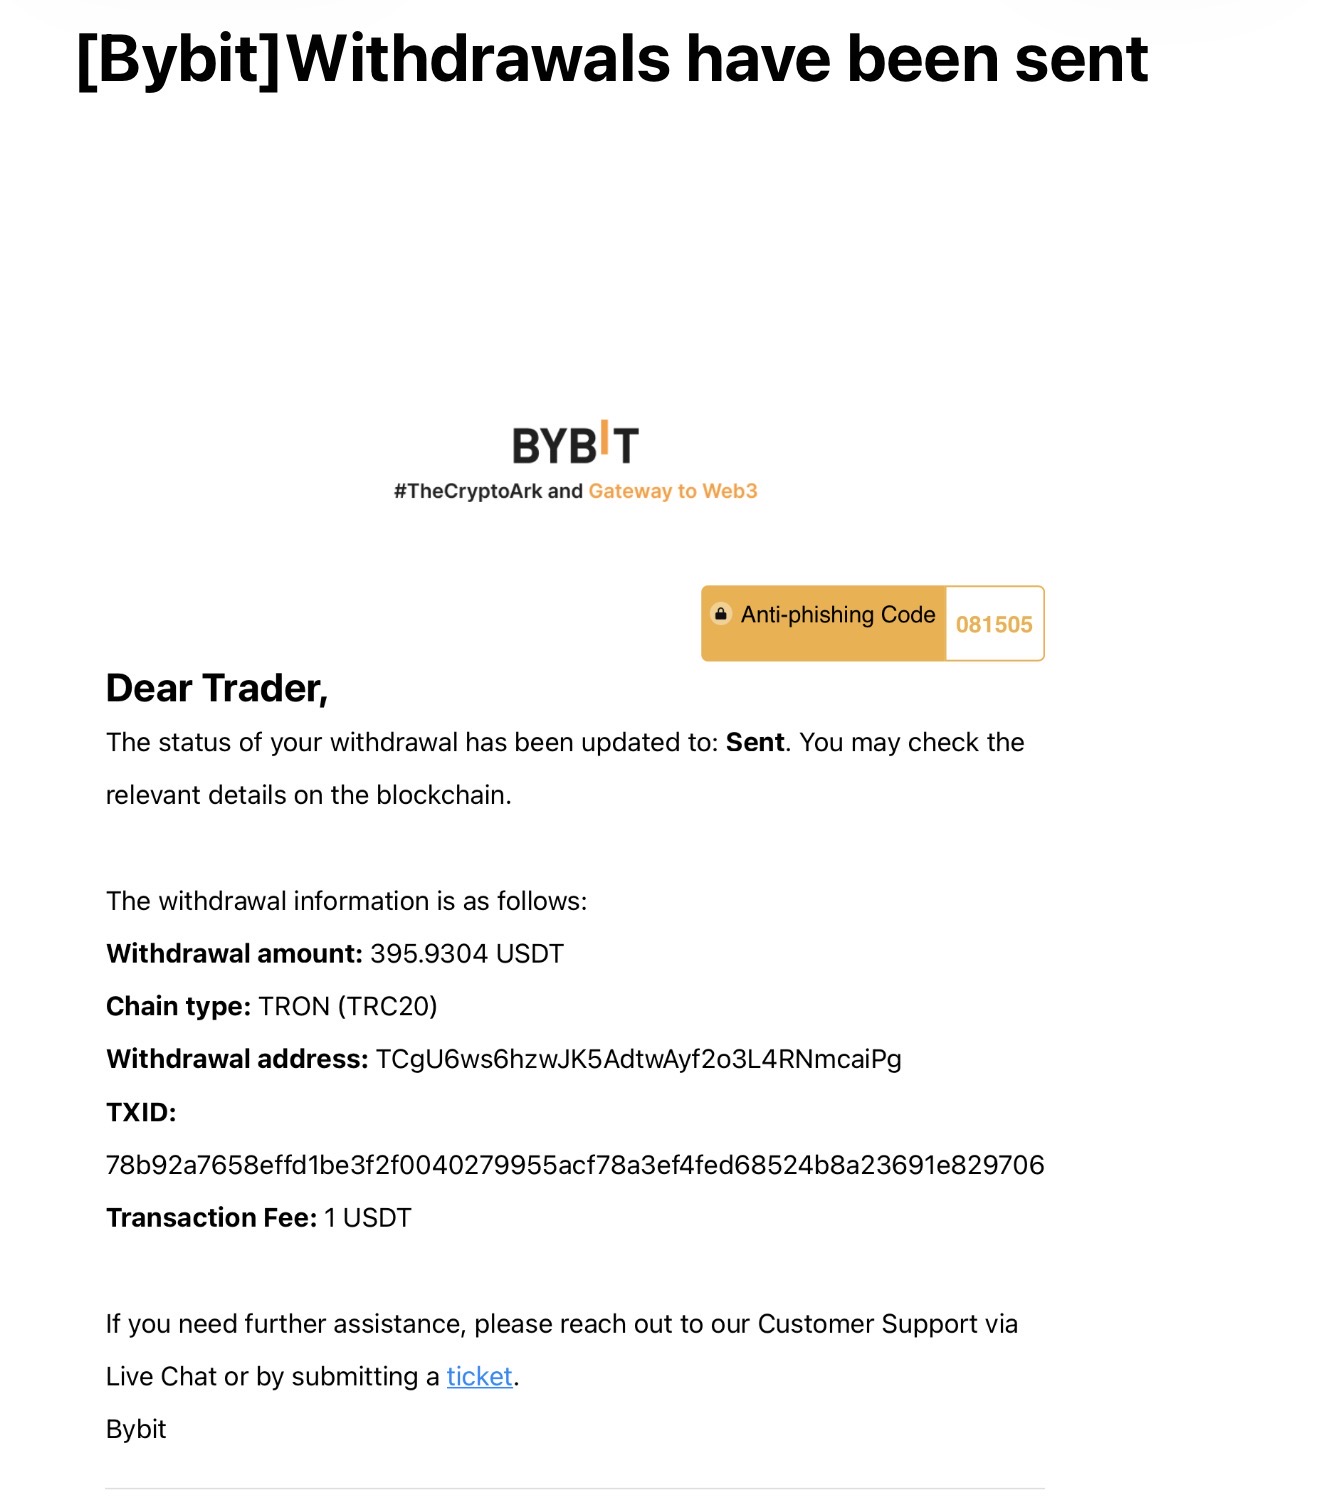 [Bybit]Withdrawals have been sent
BYBIT
#TheCryptoArk and Gateway to Web3
Anti-phishing Code 081505
Dear Trader,
The status of your withdrawal has been updated to: Sent. You may check the
relevant details on the blockchain.
The withdrawal information is as follows:
Withdrawal amount: 395.9304 USDT
Chain type: TRON (TRC20)
Withdrawal address: TCgU6ws6hzwJK5AdtwAyf2o3L4RNmcaiPg
TXID:
78b92a7658effd1be3f2f0040279955acf78a3ef4fed68524b8a23691e829706
Transaction Fee: 1 USDT
If you need further assistance, please reach out to our Customer Support via
Live Chat or by submitting a ticket.
Bybit